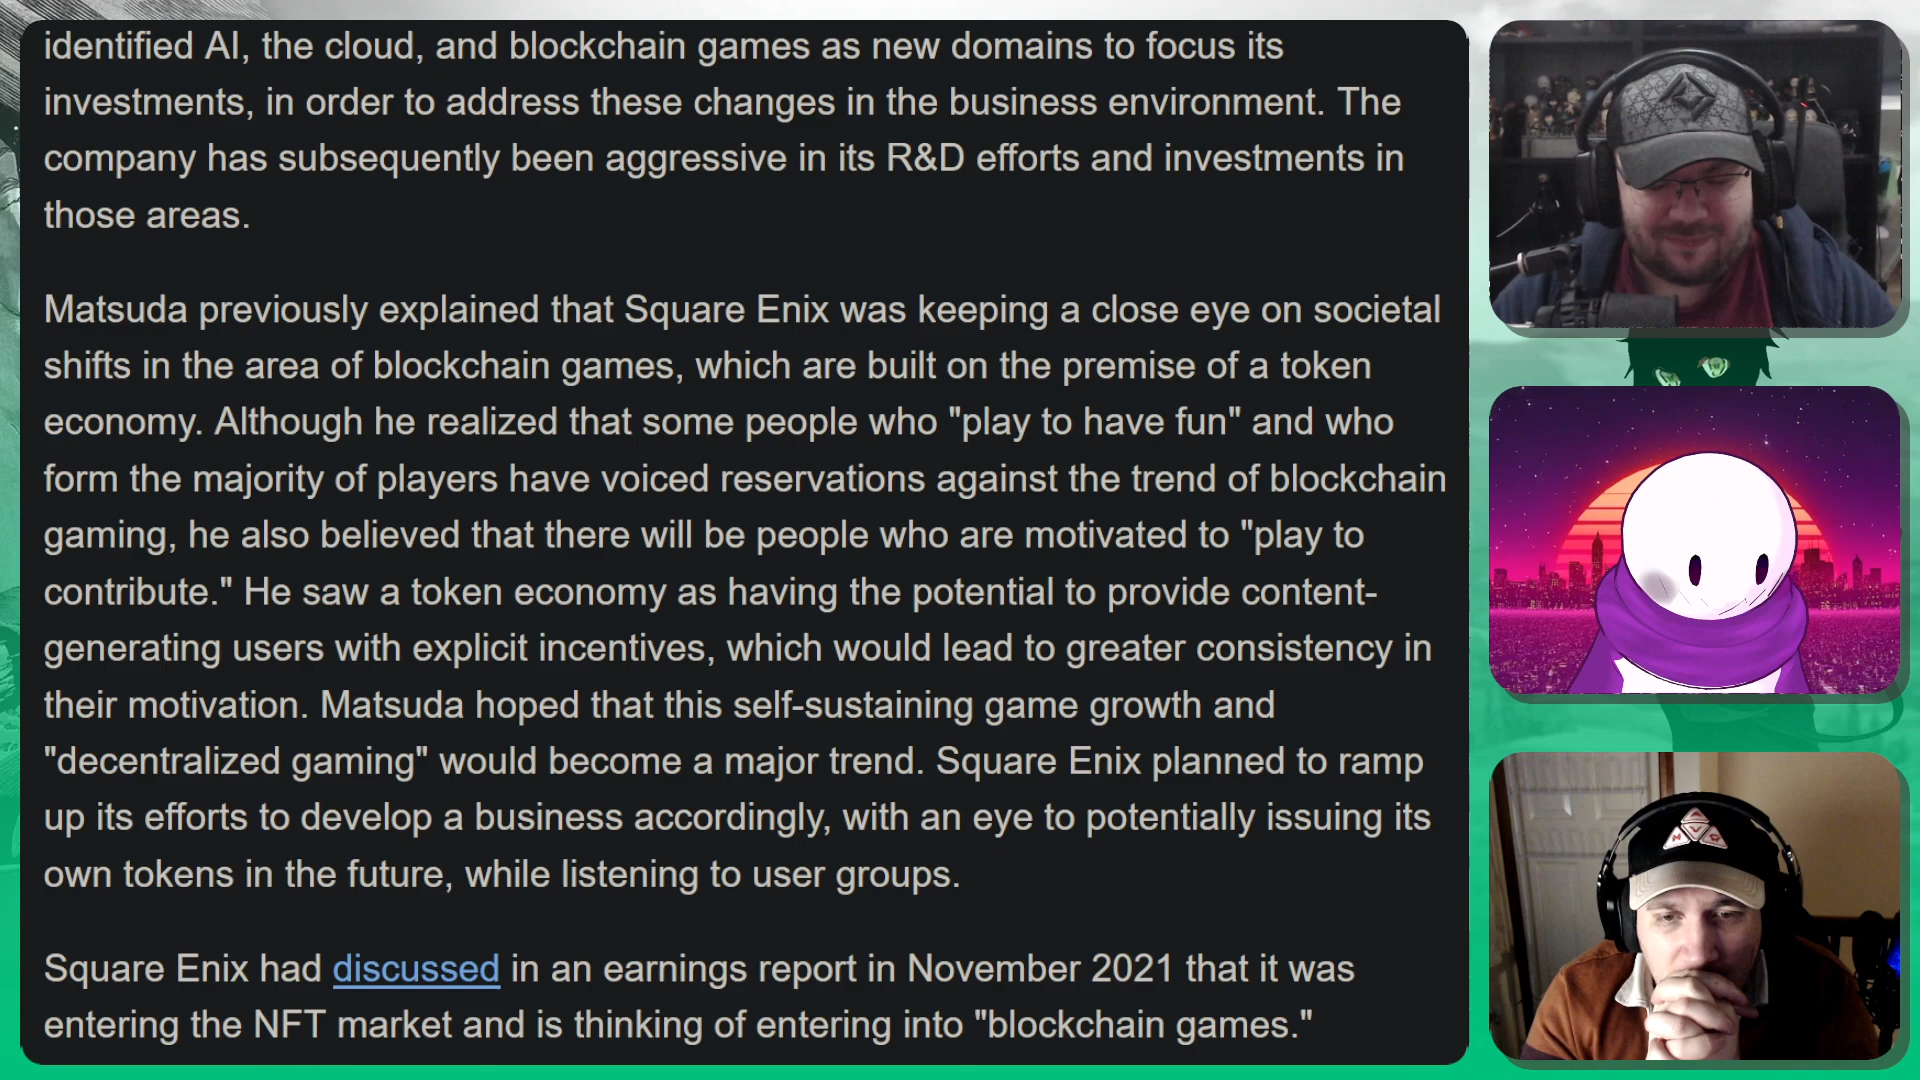 identified AI, the cloud, and blockchain games as new domains to focus its
investments, in order to address these changes in the business environment. The
company has subsequently been aggressive in its R&D efforts and investments in
those areas.
Matsuda previously explained that Square Enix was keeping a close eye on societal
shifts in the area of blockchain games, which are built on the premise of a token
economy. Although he realized that some people who "play to have fun" and who
form the majority of players have voiced reservations against the trend of blockchain
gaming, he also believed that there will be people who are motivated to "play to
contribute." He saw a token economy as having the potential to provide content-
generating users with explicit incentives, which would lead to greater consistency in
their motivation. Matsuda hoped that this self-sustaining game growth and
"decentralized gaming" would become a major trend. Square Enix planned to ramp
up its efforts to develop a business accordingly, with an eye to potentially issuing its
own tokens in the future, while listening to user groups.
Square Enix had discussed in an earnings report in November 2021 that it was
entering the NFT market and is thinking of entering into "blockchain games."